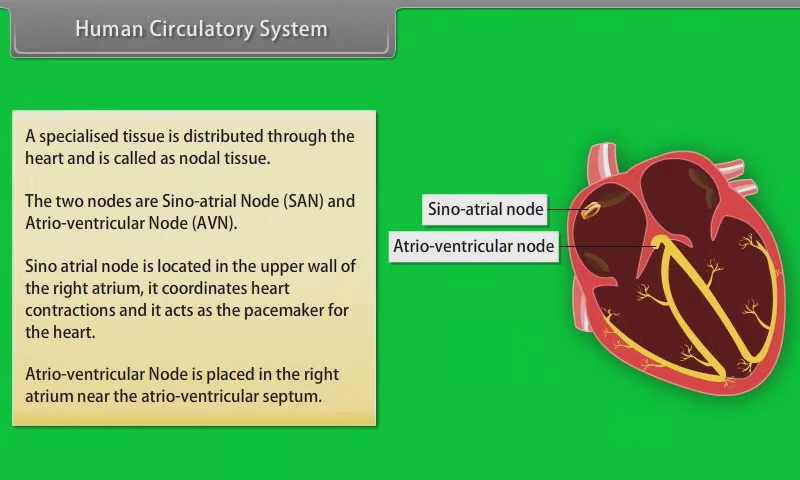 Human Circulatory System
A specialised tissue is distributed through the
heart and is called as nodal tissue.
The two nodes are Sino-atrial Node (SAN) and
Atrio-ventricular Node (AVN).
Sino atrial node is located in the upper wall of
the right atrium, it coordinates heart
contractions and it acts as the pacemaker for
the heart.
Atrio-ventricular Node is placed in the right
atrium near the atrio-ventricular septum.
Sino-atrial node
Atrio-ventricular node